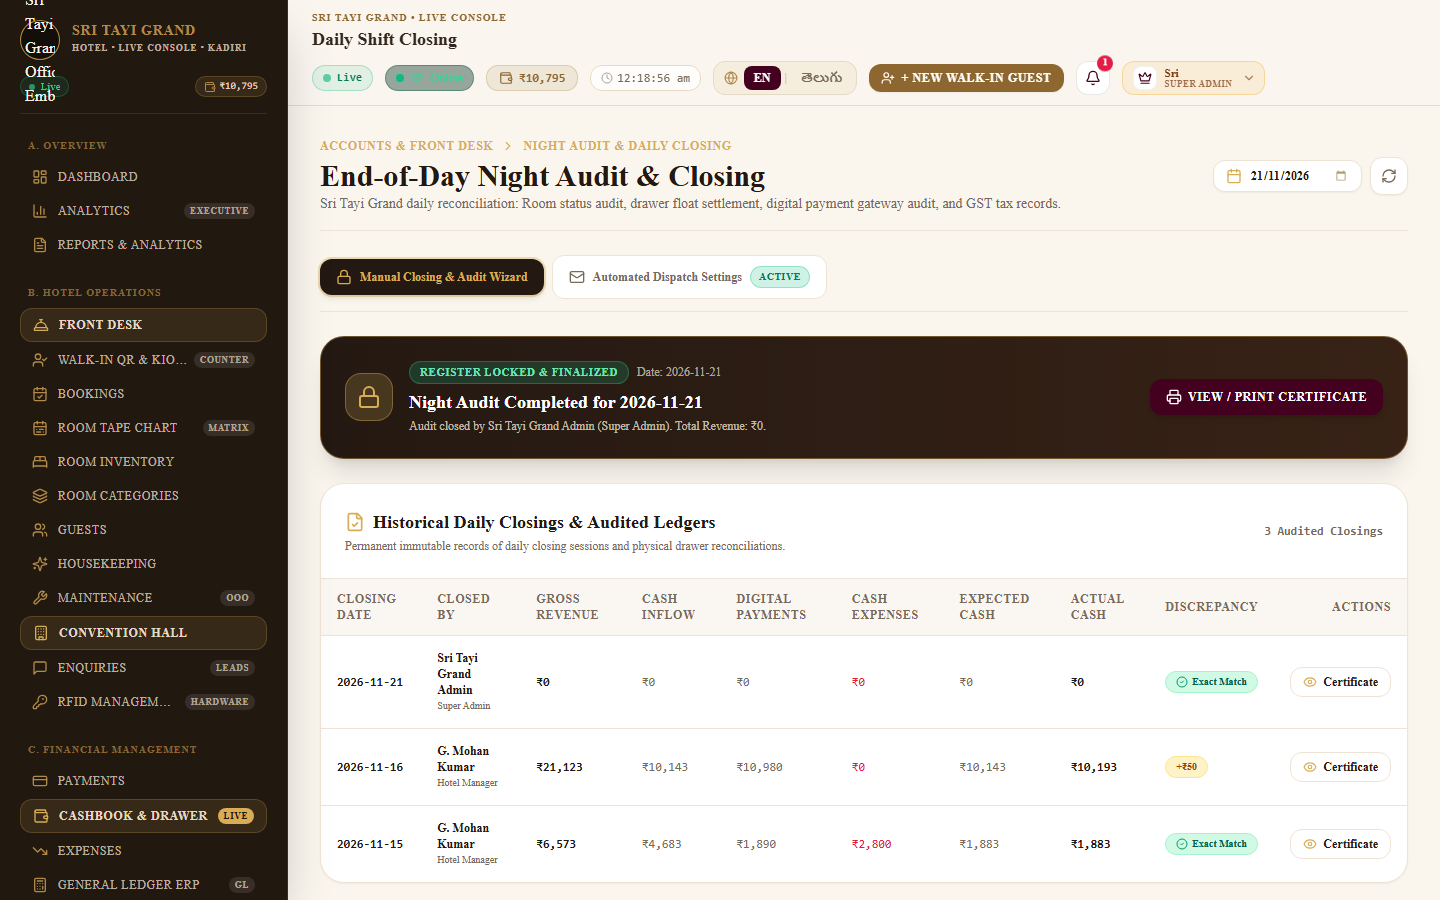 Sri
Tayi
Gran
Offic
Emb
SRI TAYI GRAND
HOTEL • LIVE CONSOLE • KADIRI
Live
₹10,795
A. OVERVIEW
DASHBOARD
ANALYTICS EXECUTIVE
REPORTS & ANALYTICS
B. HOTEL OPERATIONS
FRONT DESK
WALK-IN QR & KIO... COUNTER
BOOKINGS
ROOM TAPE CHART MATRIX
ROOM INVENTORY
ROOM CATEGORIES
GUESTS
HOUSEKEEPING
MAINTENANCE OOO
CONVENTION HALL
ENQUIRIES LEADS
RFID MANAGEM... HARDWARE
C. FINANCIAL MANAGEMENT
PAYMENTS
CASHBOOK & DRAWER LIVE
EXPENSES
GENERAL LEDGER ERP GL
SRI TAYI GRAND • LIVE CONSOLE
Daily Shift Closing
Live
₹10,795
12:18:56 am
EN | తెలుగు
+ NEW WALK-IN GUEST
1
Sri
SUPER ADMIN
ACCOUNTS & FRONT DESK > NIGHT AUDIT & DAILY CLOSING
End-of-Day Night Audit & Closing
Sri Tayi Grand daily reconciliation: Room status audit, drawer float settlement, digital payment gateway audit, and GST tax records.
21/11/2026
Manual Closing & Audit Wizard
Automated Dispatch Settings ACTIVE
REGISTER LOCKED & FINALIZED Date: 2026-11-21
Night Audit Completed for 2026-11-21
Audit closed by Sri Tayi Grand Admin (Super Admin). Total Revenue: ₹0.
VIEW / PRINT CERTIFICATE
Historical Daily Closings & Audited Ledgers
Permanent immutable records of daily closing sessions and physical drawer reconciliations.
3 Audited Closings
CLOSING DATE CLOSED BY GROSS REVENUE CASH INFLOW DIGITAL PAYMENTS CASH EXPENSES EXPECTED CASH ACTUAL CASH DISCREPANCY ACTIONS
2026-11-21 Sri Tayi Grand Admin Super Admin ₹0 ₹0 ₹0 ₹0 ₹0 ₹0 Exact Match Certificate
2026-11-16 G. Mohan Kumar Hotel Manager ₹21,123 ₹10,143 ₹10,980 ₹0 ₹10,143 ₹10,193 +₹50 Certificate
2026-11-15 G. Mohan Kumar Hotel Manager ₹6,573 ₹4,683 ₹1,890 ₹2,800 ₹1,883 ₹1,883 Exact Match Certificate